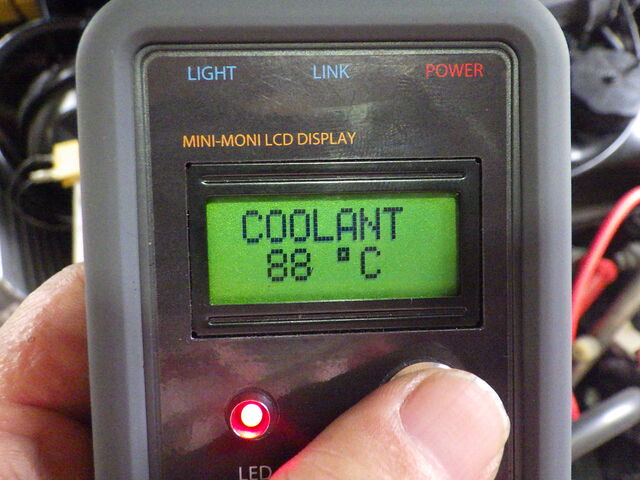 LIGHT LINK POWER
MINI-MONI LCD DISPLAY
COOLANT
88 °C
LED